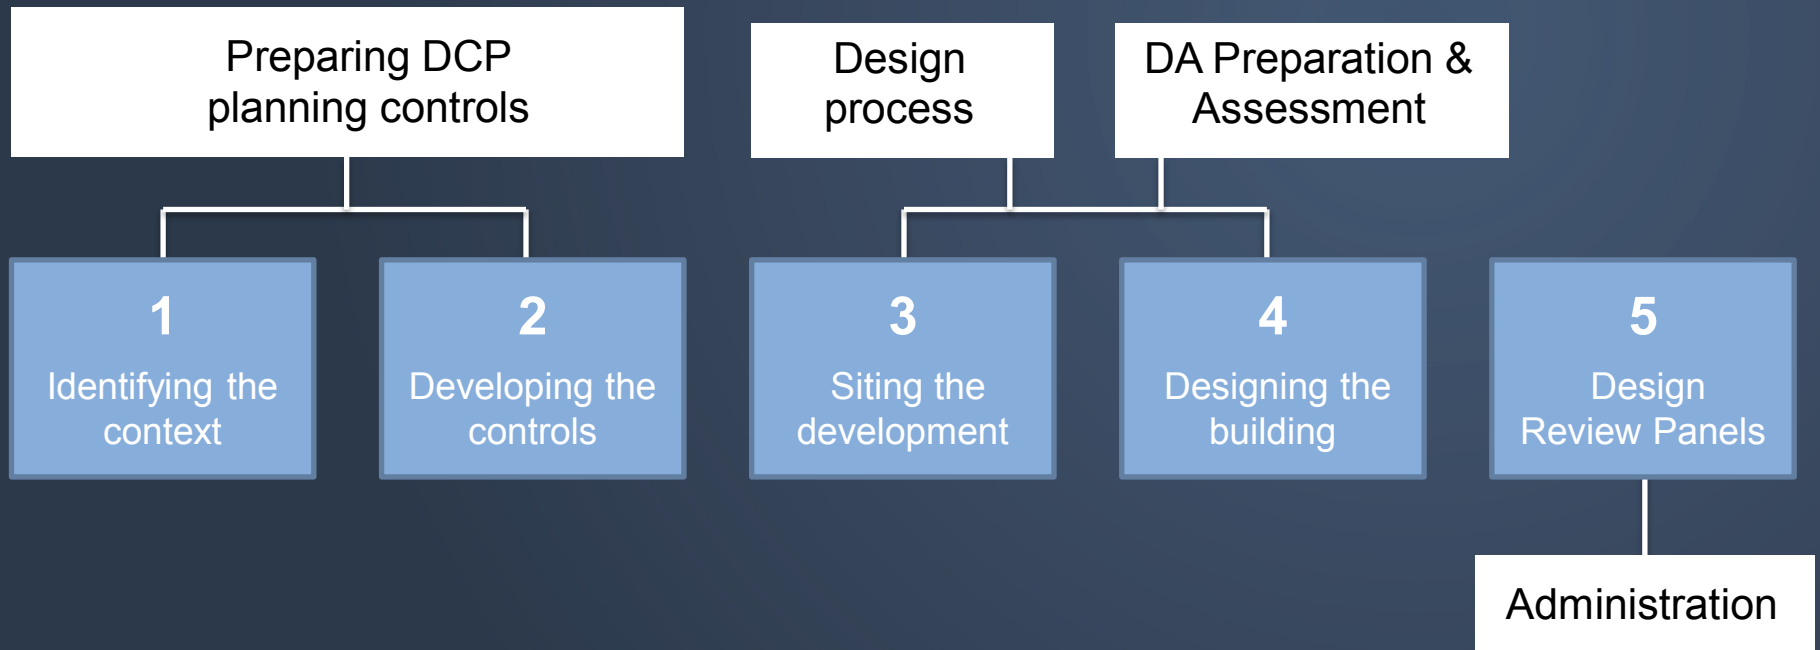 Preparing DCP
planning controls
Design
process
DA Preparation &
Assessment
1
Identifying the
context
2
Developing the
controls
3
Siting the
development
4
Designing the
building
5
Design
Review Panels
Administration